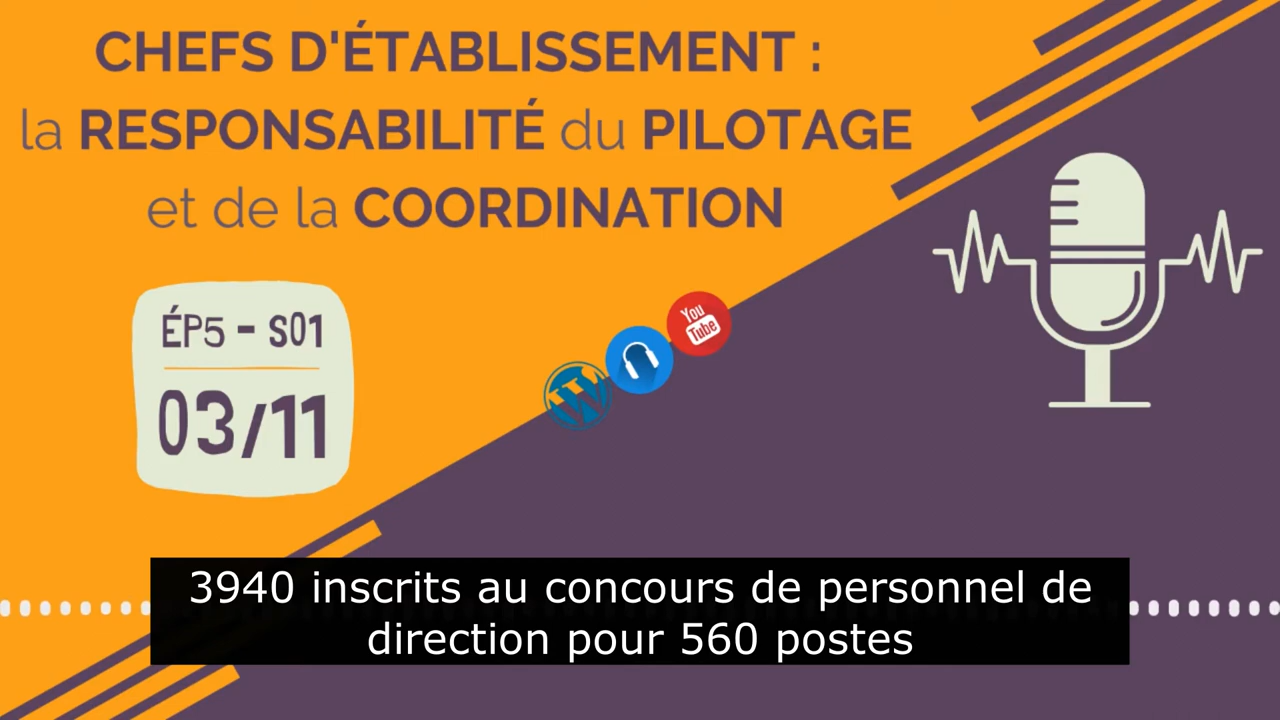 CHEFS D'ÉTABLISSEMENT :
la RESPONSABILITÉ du PILOTAGE
et de la COORDINATION
ÉP5 - S01
03/11
You
Tube
3940 inscrits au concours de personnel de
direction pour 560 postes